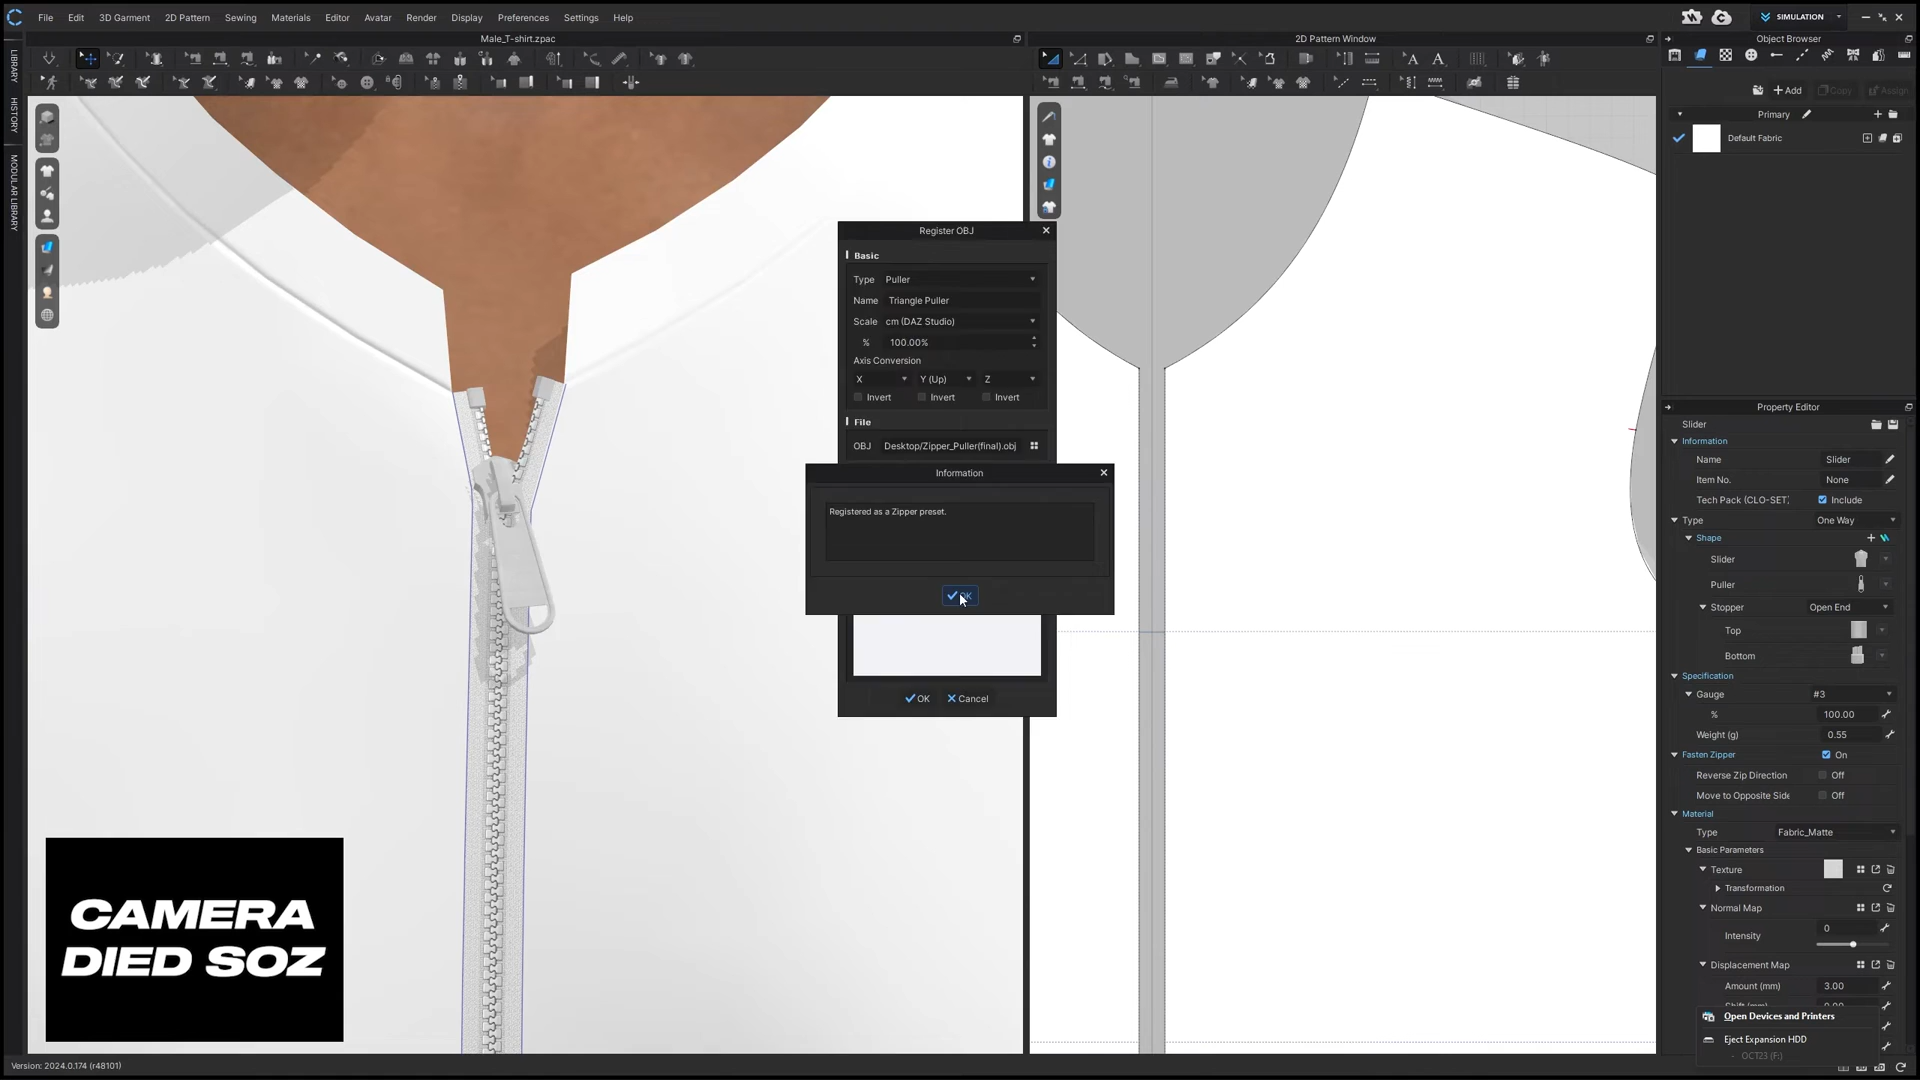 File Edit 3D Garment 2D Pattern Sewing Materials Editor Avatar Render Display Preferences Settings Help
SIMULATION
Male_T-shirt.zpac
2D Pattern Window
Object Browser
LIBRARY
HISTORY
MODULAR LIBRARY
Add Copy Assign
Primary
Default Fabric
Register OBJ
Basic
Type Puller
Name Triangle Puller
Scale cm (DAZ Studio)
% 100.00%
Axis Conversion
X Y (Up) Z
Invert Invert Invert
File
OBJ Desktop/Zipper_Puller(final).obj
Information
Registered as a Zipper preset.
OK
OK Cancel
Property Editor
Slider
Information
Name Slider
Item No. None
Tech Pack (CLO-SET) Include
Type One Way
Shape
Slider
Puller
Stopper Open End
Top
Bottom
Specification
Gauge #3
% 100.00
Weight (g) 0.55
Fasten Zipper On
Reverse Zip Direction Off
Move to Opposite Side Off
Material
Type Fabric_Matte
Basic Parameters
Texture
Transformation
Normal Map
Intensity 0
Displacement Map
Amount (mm) 3.00
Open Devices and Printers
Eject Expansion HDD
- OCT23 (F:)
CAMERA
DIED SOZ
Version: 2024.0.174 (r48101)